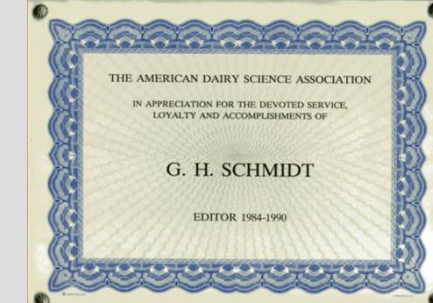 THE AMERICAN DAIRY SCIENCE ASSOCIATION
IN APPRECIATION FOR THE DEVOTED SERVICE,
LOYALTY AND ACCOMPLISHMENTS OF
G. H. SCHMIDT
EDITOR 1984-1990